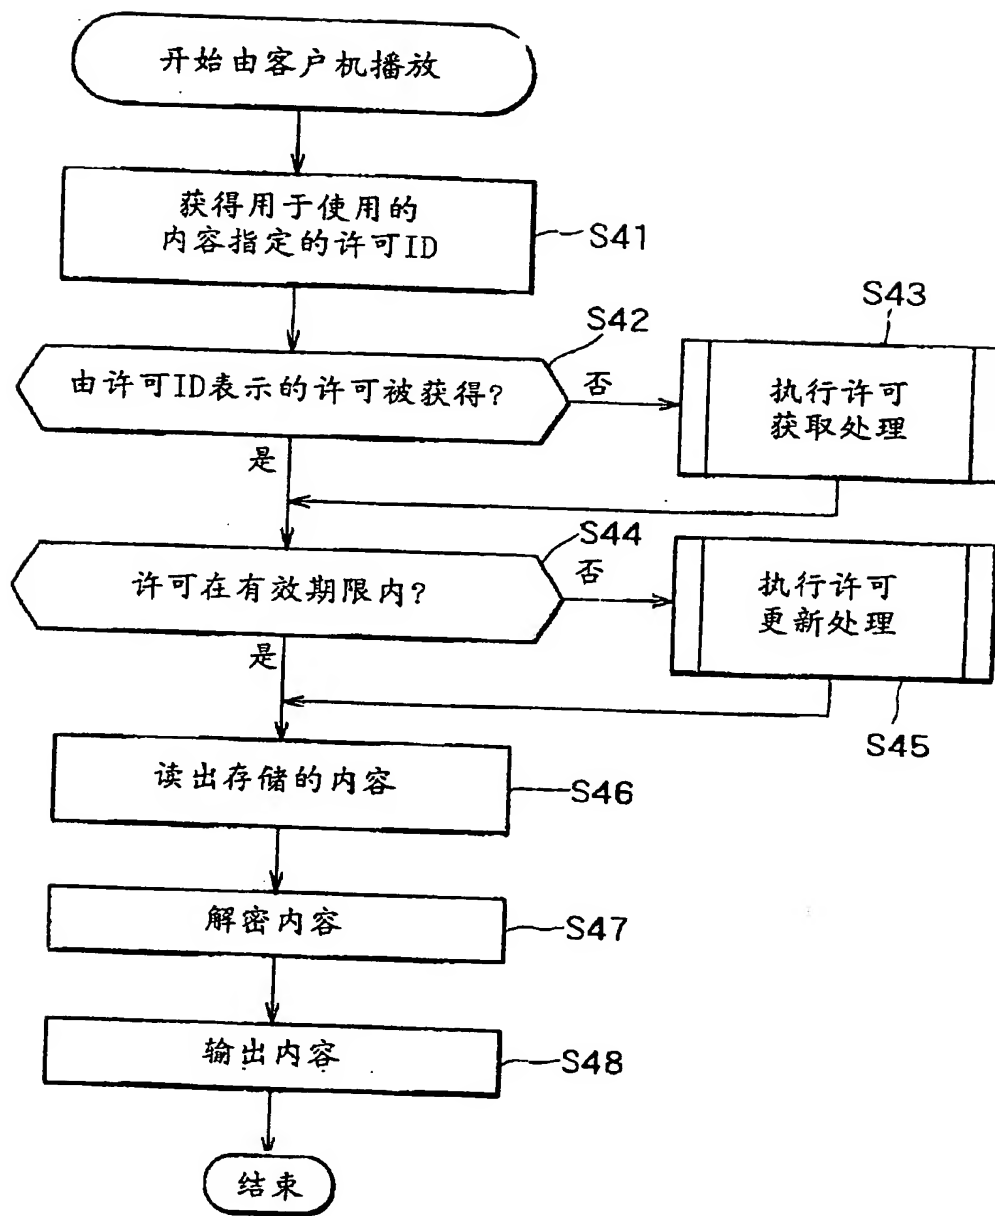 开始由客户机播放
获得用于使用的
内容指定的许可ID
S41
S42
由许可ID表示的许可被获得?
否
S43
执行许可
获取处理
是
S44
许可在有效期限内?
否
执行许可
更新处理
S45
是
读出存储的内容
S46
解密内容
S47
输出内容
S48
结束